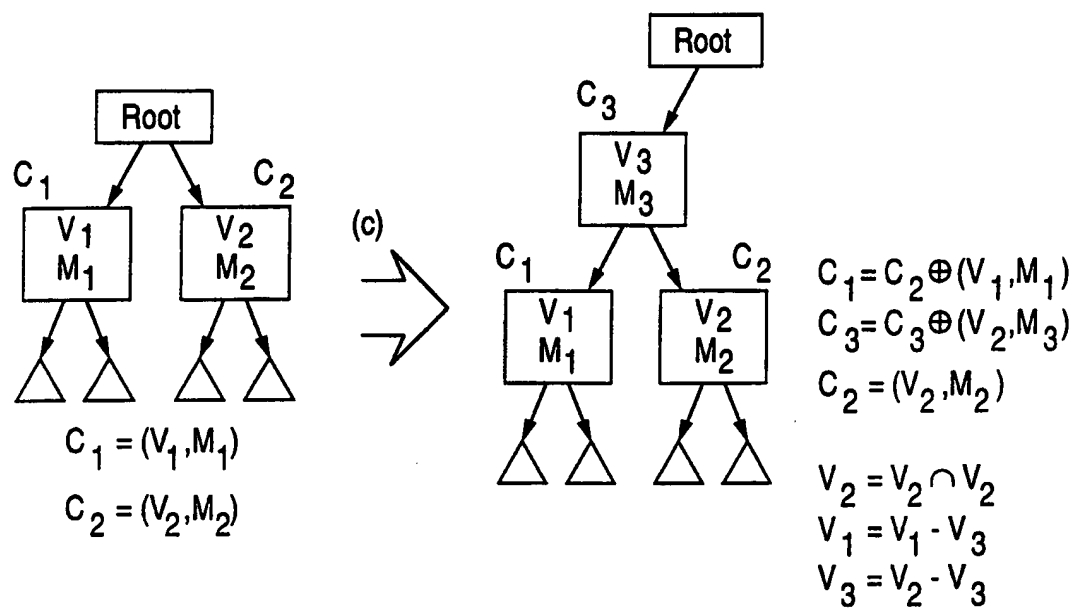 Root
C1
C2
V1
M1
V2
M2
C1 = (V1,M1)
C2 = (V2,M2)
(c)
Root
C3
V3
M3
C1
C2
V1
M1
V2
M2
C1= C2⊕(V1,M1)
C3= C3⊕(V2,M3)
C2 = (V2,M2)
V2 = V2 ∩ V2
V1 = V1 - V3
V3 = V2 - V3